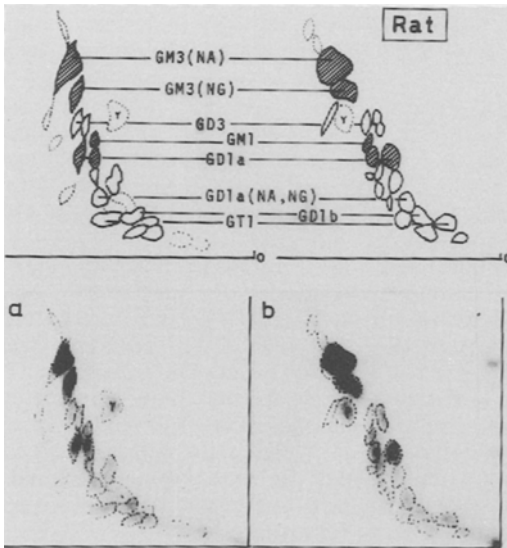 Rat
GM3(NA)
GM3(NG)
Y
GD3
Y
GM1
GD1a
GD1a(NA,NG)
GD1b
GT1
o
o
a
b
Y